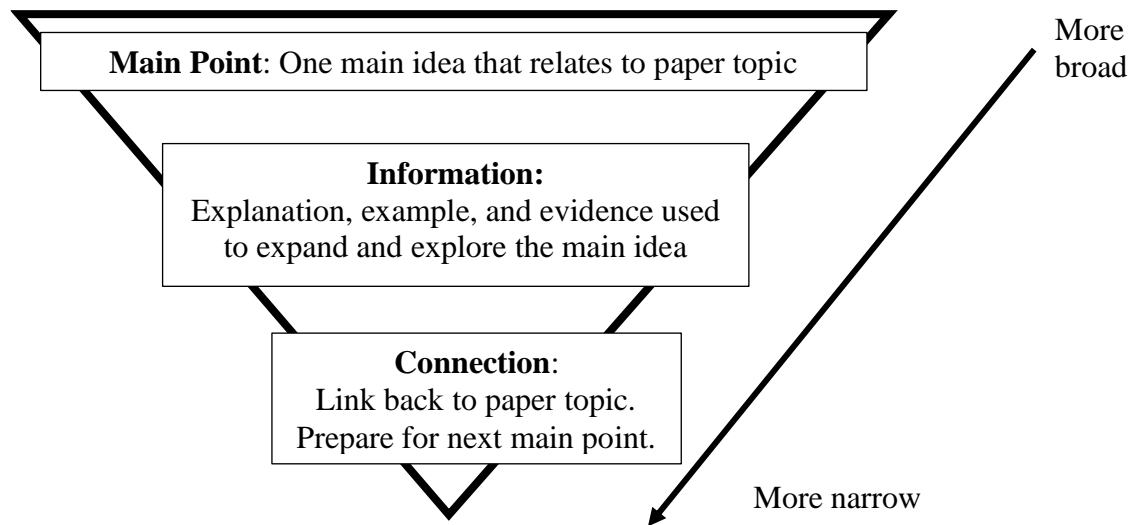 More
broad
Main Point: One main idea that relates to paper topic
Information:
Explanation, example, and evidence used
to expand and explore the main idea
Connection:
Link back to paper topic.
Prepare for next main point.
More narrow